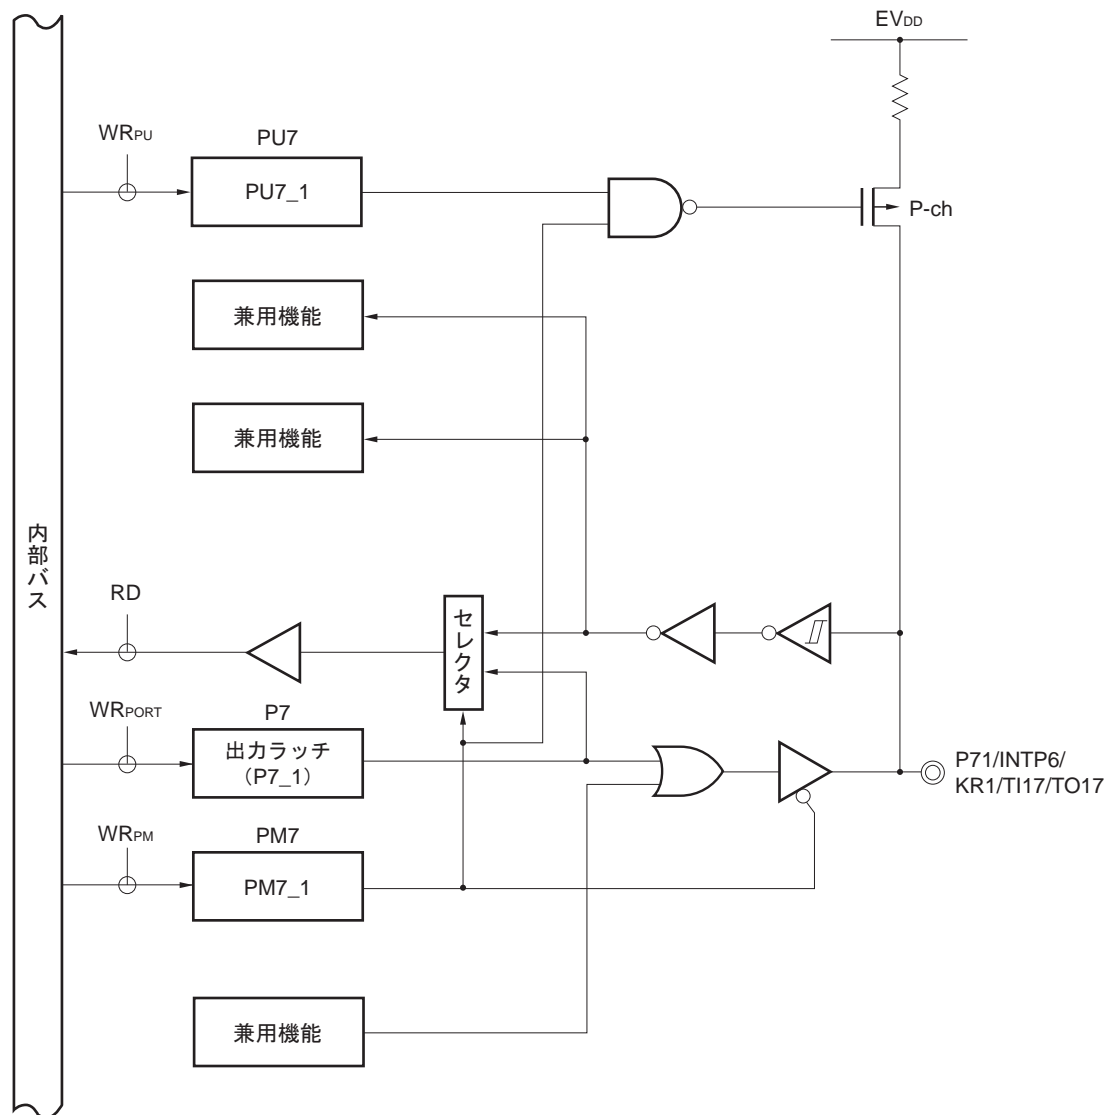 EVDD
WRPU
PU7
PU7_1
P-ch
兼用機能
兼用機能
内部バス
RD
セレクタ
WRPORT
P7
出力ラッチ
(P7_1)
P71/INTP6/
KR1/TI17/TO17
WRPM
PM7
PM7_1
兼用機能